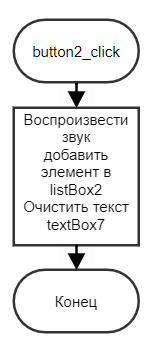 button2_click
Воспроизвести
звук
добавить
элемент в
listBox2
Очистить текст
textBox7
Конец